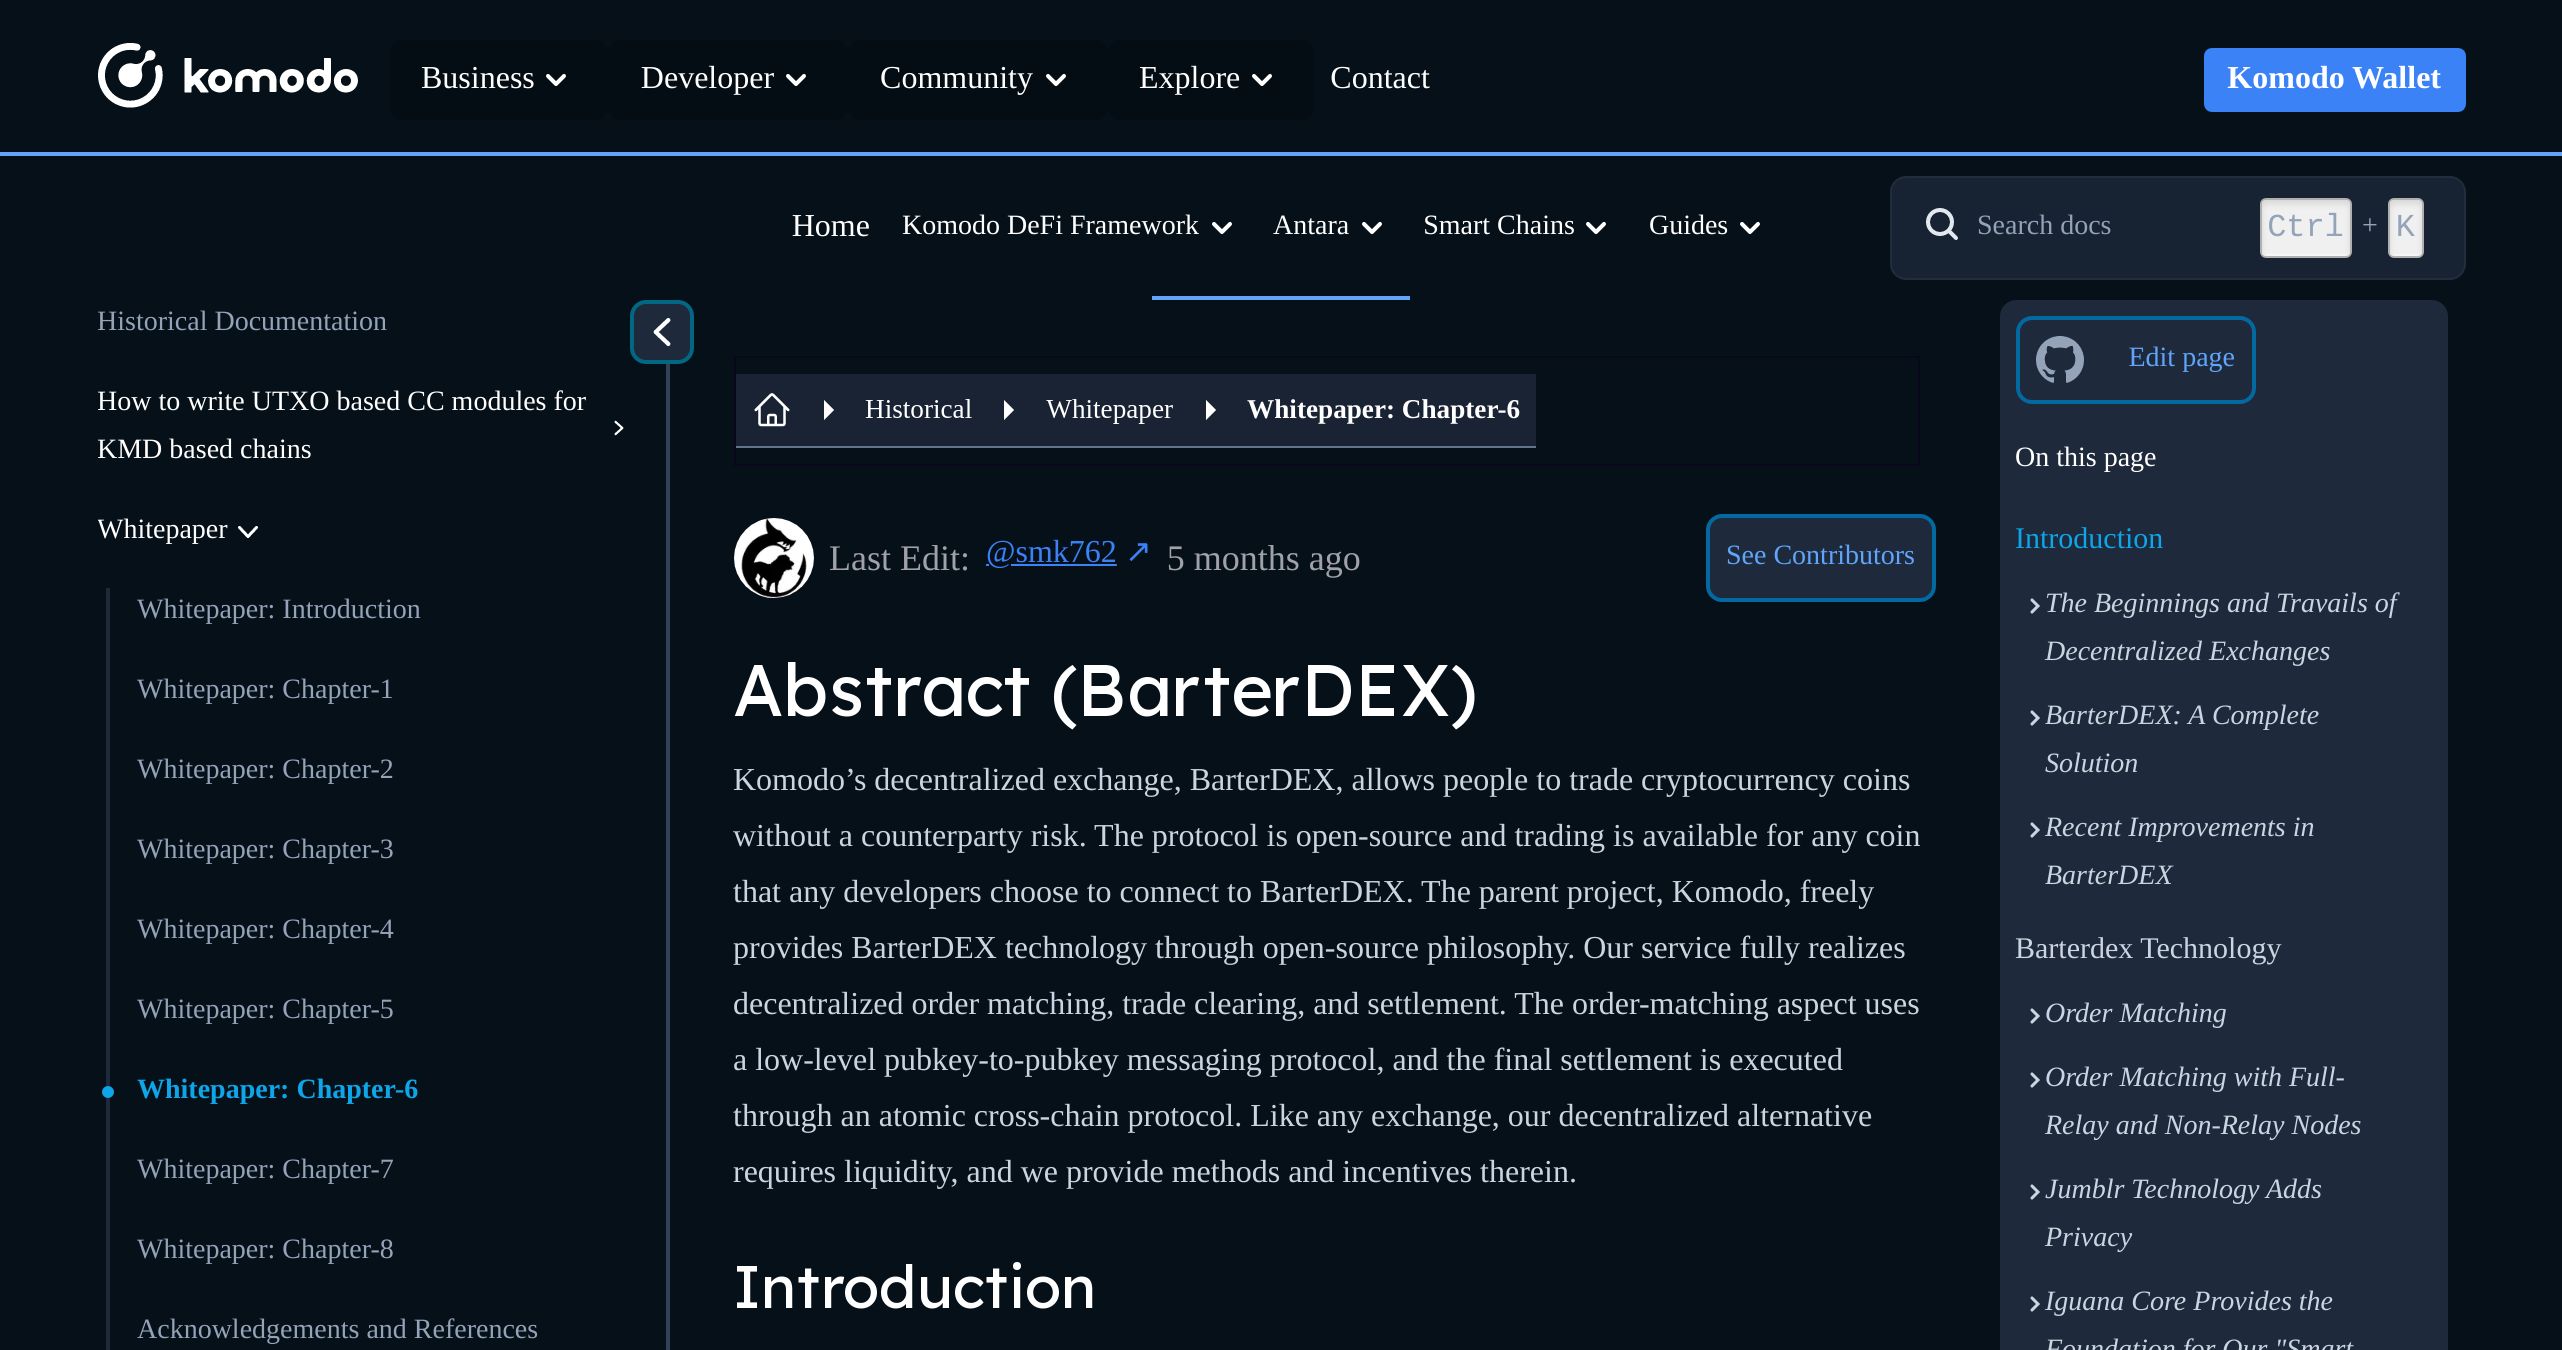 komodo Business Developer Community Explore Contact Komodo Wallet
Home Komodo DeFi Framework Antara Smart Chains Guides Search docs Ctrl + K
Historical Documentation
How to write UTXO based CC modules for
KMD based chains
Whitepaper
Whitepaper: Introduction
Whitepaper: Chapter-1
Whitepaper: Chapter-2
Whitepaper: Chapter-3
Whitepaper: Chapter-4
Whitepaper: Chapter-5
Whitepaper: Chapter-6
Whitepaper: Chapter-7
Whitepaper: Chapter-8
Acknowledgements and References
Historical Whitepaper Whitepaper: Chapter-6
Last Edit: @smk762 ↗ 5 months ago See Contributors
Abstract (BarterDEX)
Komodo’s decentralized exchange, BarterDEX, allows people to trade cryptocurrency coins
without a counterparty risk. The protocol is open-source and trading is available for any coin
that any developers choose to connect to BarterDEX. The parent project, Komodo, freely
provides BarterDEX technology through open-source philosophy. Our service fully realizes
decentralized order matching, trade clearing, and settlement. The order-matching aspect uses
a low-level pubkey-to-pubkey messaging protocol, and the final settlement is executed
through an atomic cross-chain protocol. Like any exchange, our decentralized alternative
requires liquidity, and we provide methods and incentives therein.
Introduction
Edit page
On this page
Introduction
The Beginnings and Travails of
Decentralized Exchanges
BarterDEX: A Complete
Solution
Recent Improvements in
BarterDEX
Barterdex Technology
Order Matching
Order Matching with Full-
Relay and Non-Relay Nodes
Jumblr Technology Adds
Privacy
Iguana Core Provides the
Foundation for Our "Smart